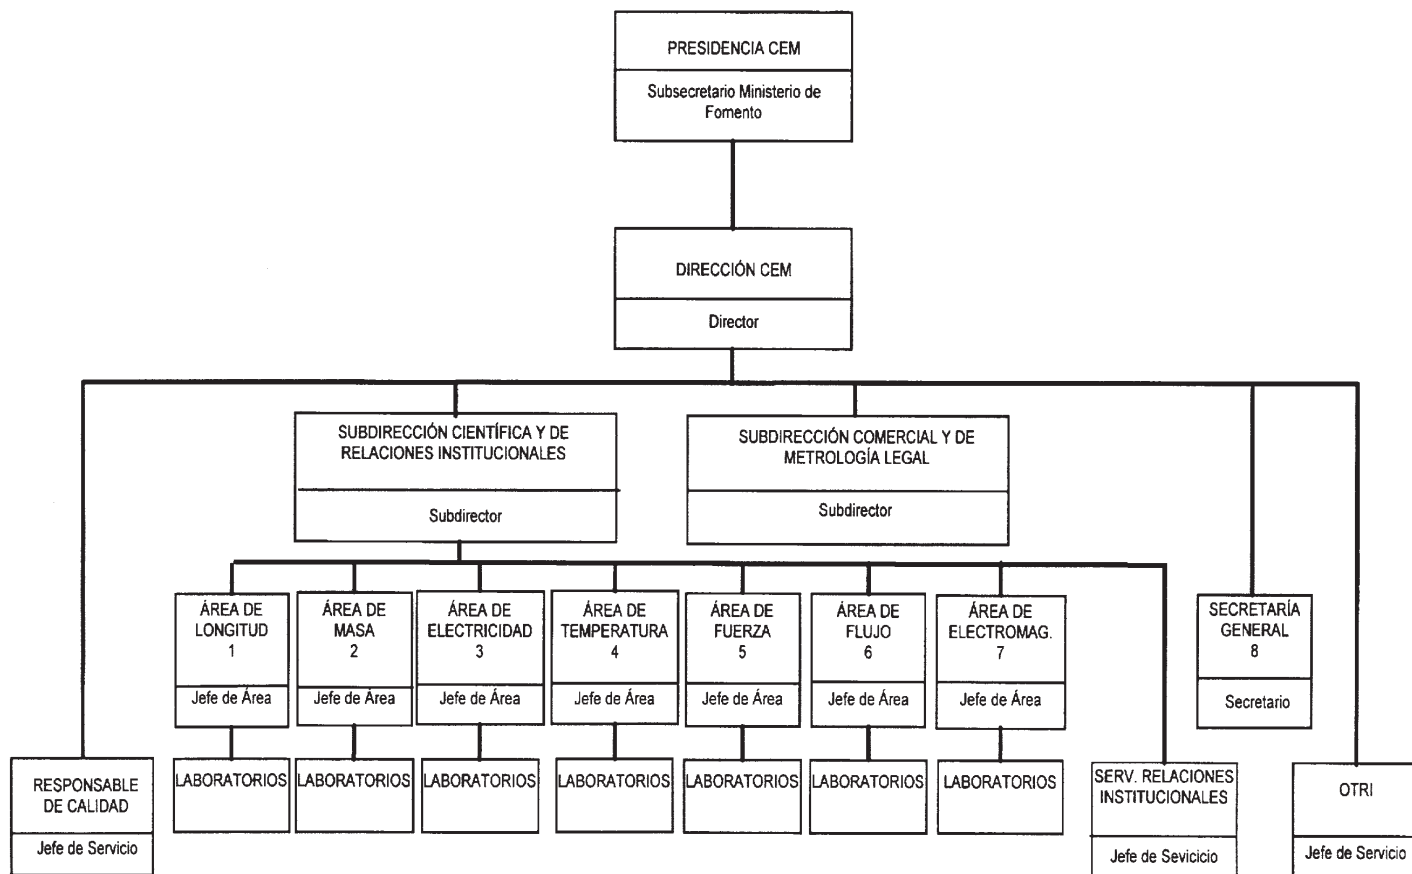 PRESIDENCIA CEM
Subsecretario Ministerio de
Fomento
DIRECCIÓN CEM
Director
SUBDIRECCIÓN CIENTÍFICA Y DE
RELACIONES INSTITUCIONALES
Subdirector
SUBDIRECCIÓN COMERCIAL Y DE
METROLOGÍA LEGAL
Subdirector
ÁREA DE
LONGITUD
1
Jefe de Área
ÁREA DE
MASA
2
Jefe de Área
ÁREA DE
ELECTRICIDAD
3
Jefe de Área
ÁREA DE
TEMPERATURA
4
Jefe de Área
ÁREA DE
FUERZA
5
Jefe de Área
ÁREA DE
FLUJO
6
Jefe de Área
ÁREA DE
ELECTROMAG.
7
Jefe de Área
SECRETARÍA
GENERAL
8
Secretario
RESPONSABLE
DE CALIDAD
Jefe de Servicio
LABORATORIOS
LABORATORIOS
LABORATORIOS
LABORATORIOS
LABORATORIOS
LABORATORIOS
LABORATORIOS
SERV. RELACIONES
INSTITUCIONALES
Jefe de Sevicicio
OTRI
Jefe de Servicio